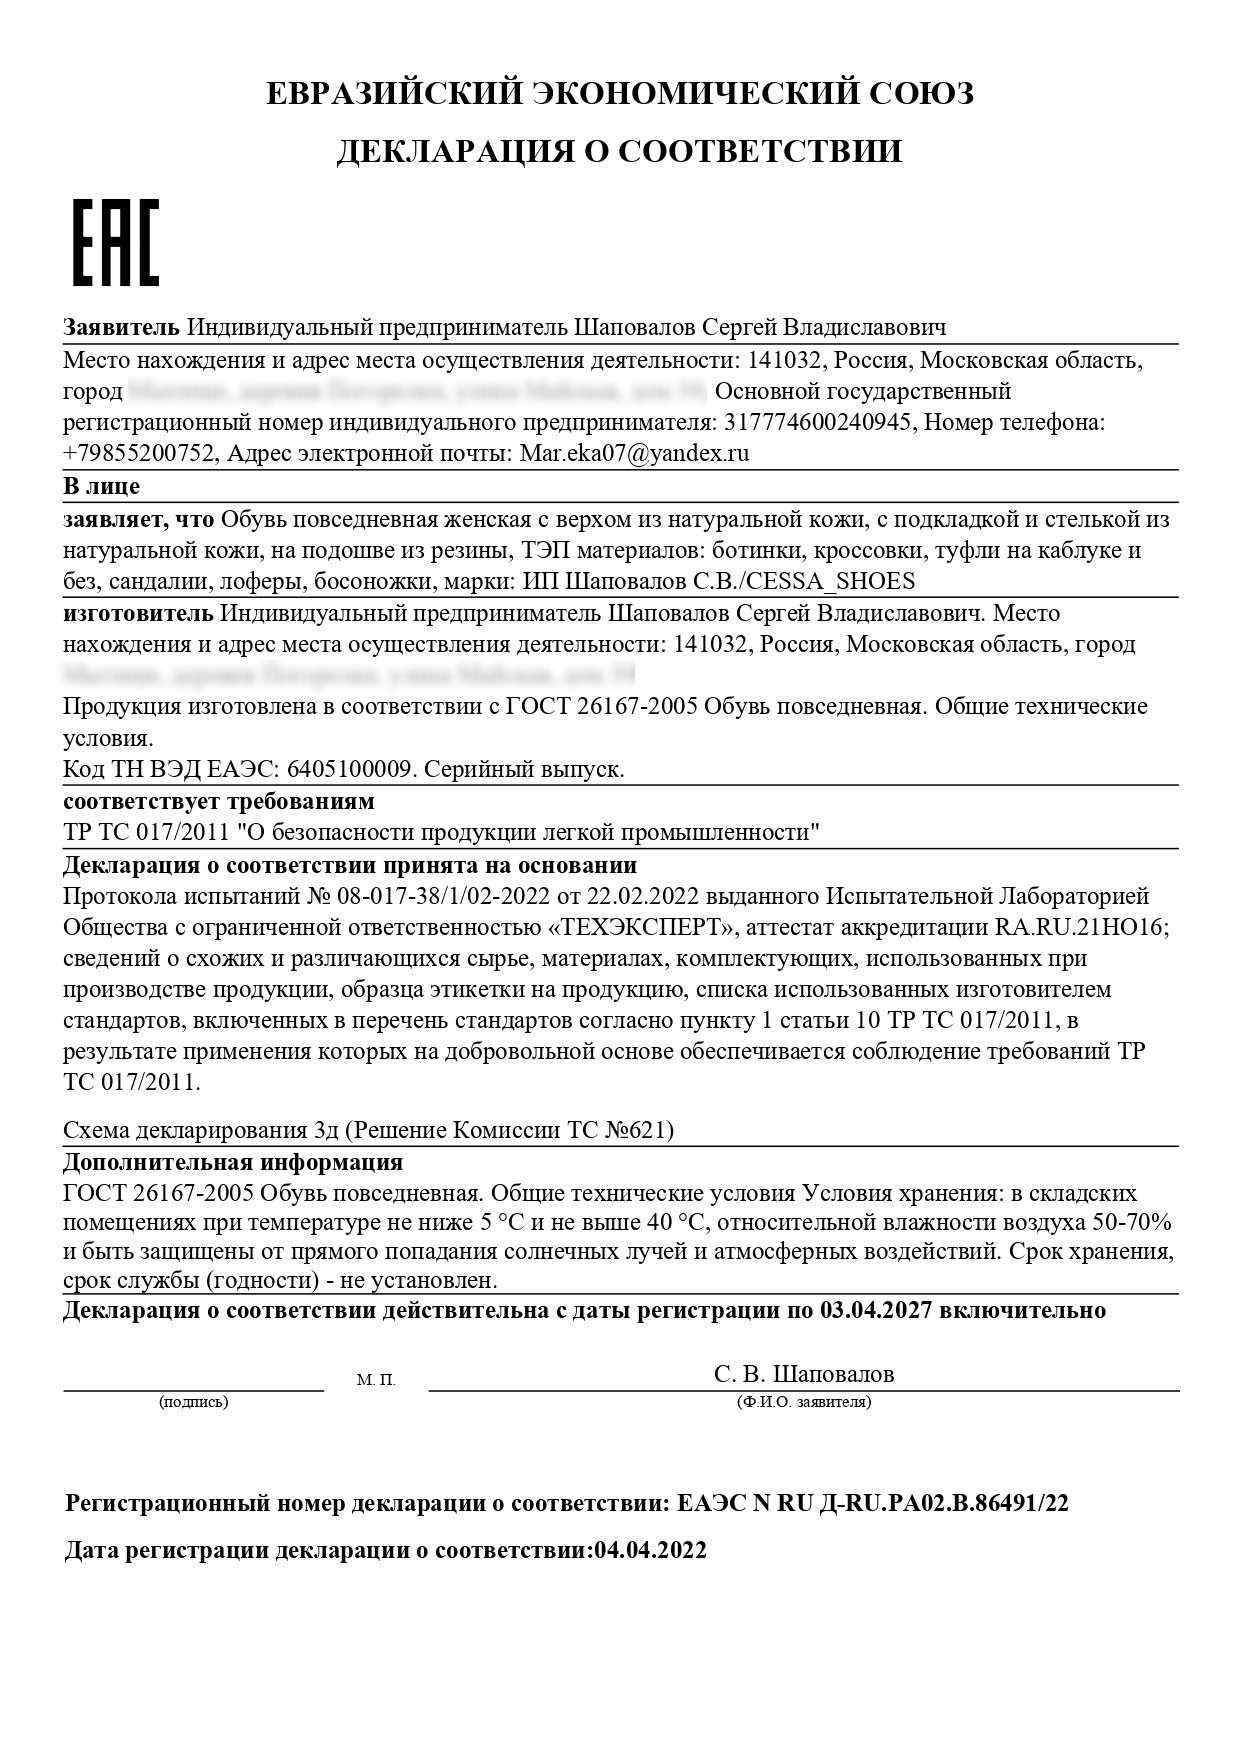 ЕВРАЗИЙСКИЙ ЭКОНОМИЧЕСКИЙ СОЮЗ
ДЕКЛАРАЦИЯ О СООТВЕТСТВИИ
ЕАС
Заявитель Индивидуальный предприниматель Шаповалов Сергей Владиславович
Место нахождения и адрес места осуществления деятельности: 141032, Россия, Московская область,
город Основной государственный
регистрационный номер индивидуального предпринимателя: 317774600240945, Номер телефона:
+79855200752, Адрес электронной почты: Mar.eka07@yandex.ru
В лице
заявляет, что Обувь повседневная женская с верхом из натуральной кожи, с подкладкой и стелькой из
натуральной кожи, на подошве из резины, ТЭП материалов: ботинки, кроссовки, туфли на каблуке и
без, сандалии, лоферы, босоножки, марки: ИП Шаповалов С.В./CESSA_SHOES
изготовитель Индивидуальный предприниматель Шаповалов Сергей Владиславович. Место
нахождения и адрес места осуществления деятельности: 141032, Россия, Московская область, город
Продукция изготовлена в соответствии с ГОСТ 26167-2005 Обувь повседневная. Общие технические
условия.
Код ТН ВЭД ЕАЭС: 6405100009. Серийный выпуск.
соответствует требованиям
ТР ТС 017/2011 "О безопасности продукции легкой промышленности"
Декларация о соответствии принята на основании
Протокола испытаний № 08-017-38/1/02-2022 от 22.02.2022 выданного Испытательной Лабораторией
Общества с ограниченной ответственностью «ТЕХЭКСПЕРТ», аттестат аккредитации RA.RU.21НО16;
сведений о схожих и различающихся сырье, материалах, комплектующих, использованных при
производстве продукции, образца этикетки на продукцию, списка использованных изготовителем
стандартов, включенных в перечень стандартов согласно пункту 1 статьи 10 ТР ТС 017/2011, в
результате применения которых на добровольной основе обеспечивается соблюдение требований ТР
ТС 017/2011.
Схема декларирования 3д (Решение Комиссии ТС №621)
Дополнительная информация
ГОСТ 26167-2005 Обувь повседневная. Общие технические условия Условия хранения: в складских
помещениях при температуре не ниже 5 °С и не выше 40 °С, относительной влажности воздуха 50-70%
и быть защищены от прямого попадания солнечных лучей и атмосферных воздействий. Срок хранения,
срок службы (годности) - не установлен.
Декларация о соответствии действительна с даты регистрации по 03.04.2027 включительно
М. П. С. В. Шаповалов
(подпись) (Ф.И.О. заявителя)
Регистрационный номер декларации о соответствии: ЕАЭС N RU Д-RU.РА02.В.86491/22
Дата регистрации декларации о соответствии:04.04.2022